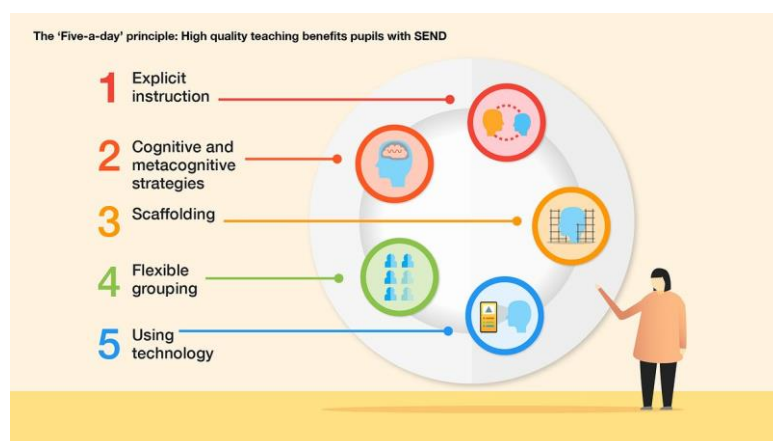 The ‘Five-a-day’ principle: High quality teaching benefits pupils with SEND
1 Explicit
instruction
2 Cognitive and
metacognitive
strategies
3 Scaffolding
4 Flexible
grouping
5 Using
technology